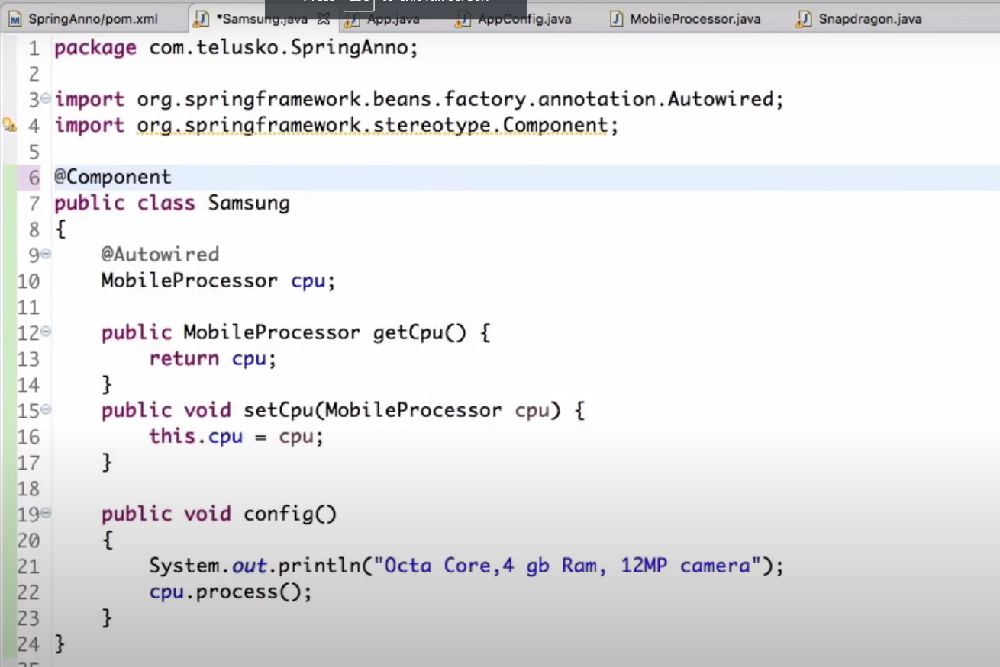 SpringAnno/pom.xml *Samsung.java App.java AppConfig.java MobileProcessor.java Snapdragon.java
1 package com.telusko.SpringAnno;
2
3 import org.springframework.beans.factory.annotation.Autowired;
4 import org.springframework.stereotype.Component;
5
6 @Component
7 public class Samsung
8 {
9 @Autowired
10 MobileProcessor cpu;
11
12 public MobileProcessor getCpu() {
13 return cpu;
14 }
15 public void setCpu(MobileProcessor cpu) {
16 this.cpu = cpu;
17 }
18
19 public void config()
20 {
21 System.out.println("Octa Core,4 gb Ram, 12MP camera");
22 cpu.process();
23 }
24 }